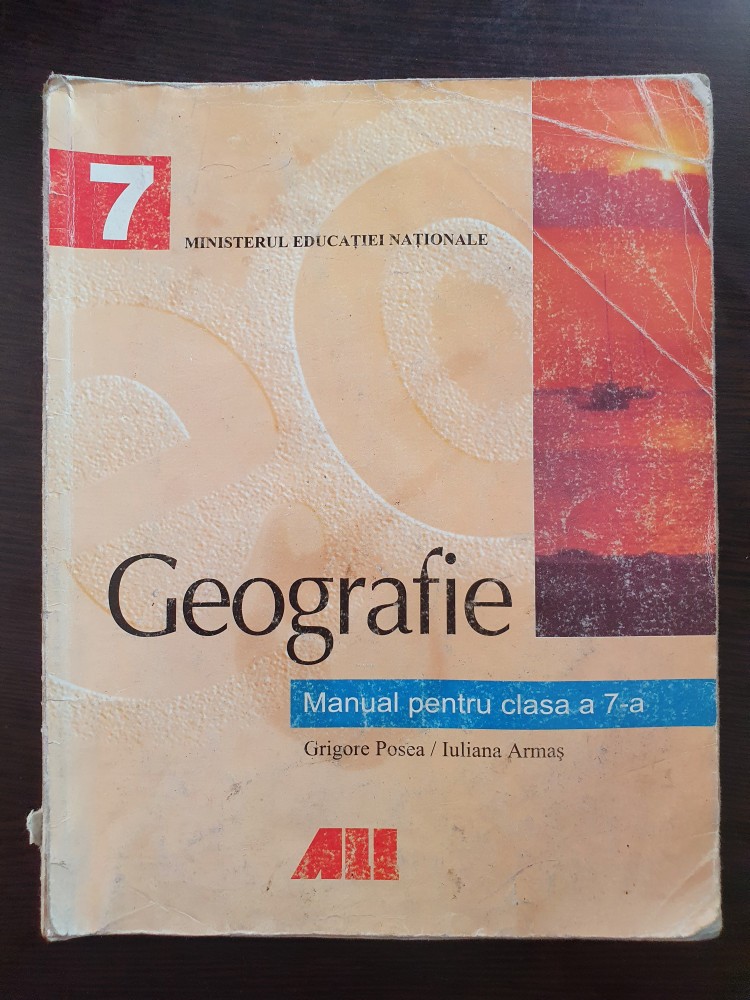 7
MINISTERUL EDUCAȚIEI NAȚIONALE
Geografie
Manual pentru clasa a 7-a
Grigore Posea / Iuliana Armaș
ALL